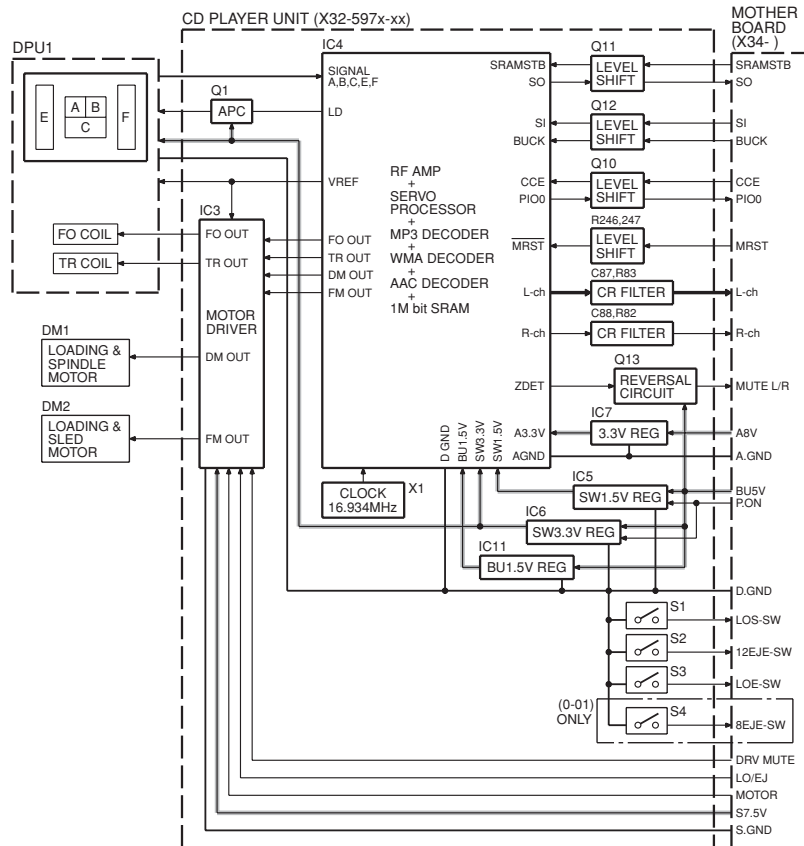 CD PLAYER UNIT (X32-597x-xx)
MOTHER
BOARD
(X34- )
DPU1
A
B
C
E
F
FO COIL
TR COIL
Q1
APC
IC4
SIGNAL
A,B,C,E,F
LD
VREF
FO OUT
TR OUT
DM OUT
FM OUT
RF AMP
+
SERVO
PROCESSOR
+
MP3 DECODER
+
WMA DECODER
+
AAC DECODER
+
1M bit SRAM
SRAMSTB
SO
SI
BUCK
CCE
PIO0
MRST
L-ch
R-ch
ZDET
A3.3V
AGND
D GND
BU1.5V
SW3.3V
SW1.5V
IC3
FO OUT
TR OUT
MOTOR
DRIVER
DM OUT
FM OUT
DM1
LOADING &
SPINDLE
MOTOR
DM2
LOADING &
SLED
MOTOR
CLOCK
16.934MHz
X1
Q11
LEVEL
SHIFT
Q12
LEVEL
SHIFT
Q10
LEVEL
SHIFT
R246,247
LEVEL
SHIFT
C87,R83
CR FILTER
C88,R82
CR FILTER
Q13
REVERSAL
CIRCUIT
IC7
3.3V REG
IC5
SW1.5V REG
IC6
SW3.3V REG
IC11
BU1.5V REG
S1
S2
S3
(0-01)
ONLY
S4
SRAMSTB
SO
SI
BUCK
CCE
PIO0
MRST
L-ch
R-ch
MUTE L/R
A8V
A.GND
BU5V
P.ON
D.GND
LOS-SW
12EJE-SW
LOE-SW
8EJE-SW
DRV MUTE
LO/EJ
MOTOR
S7.5V
S.GND